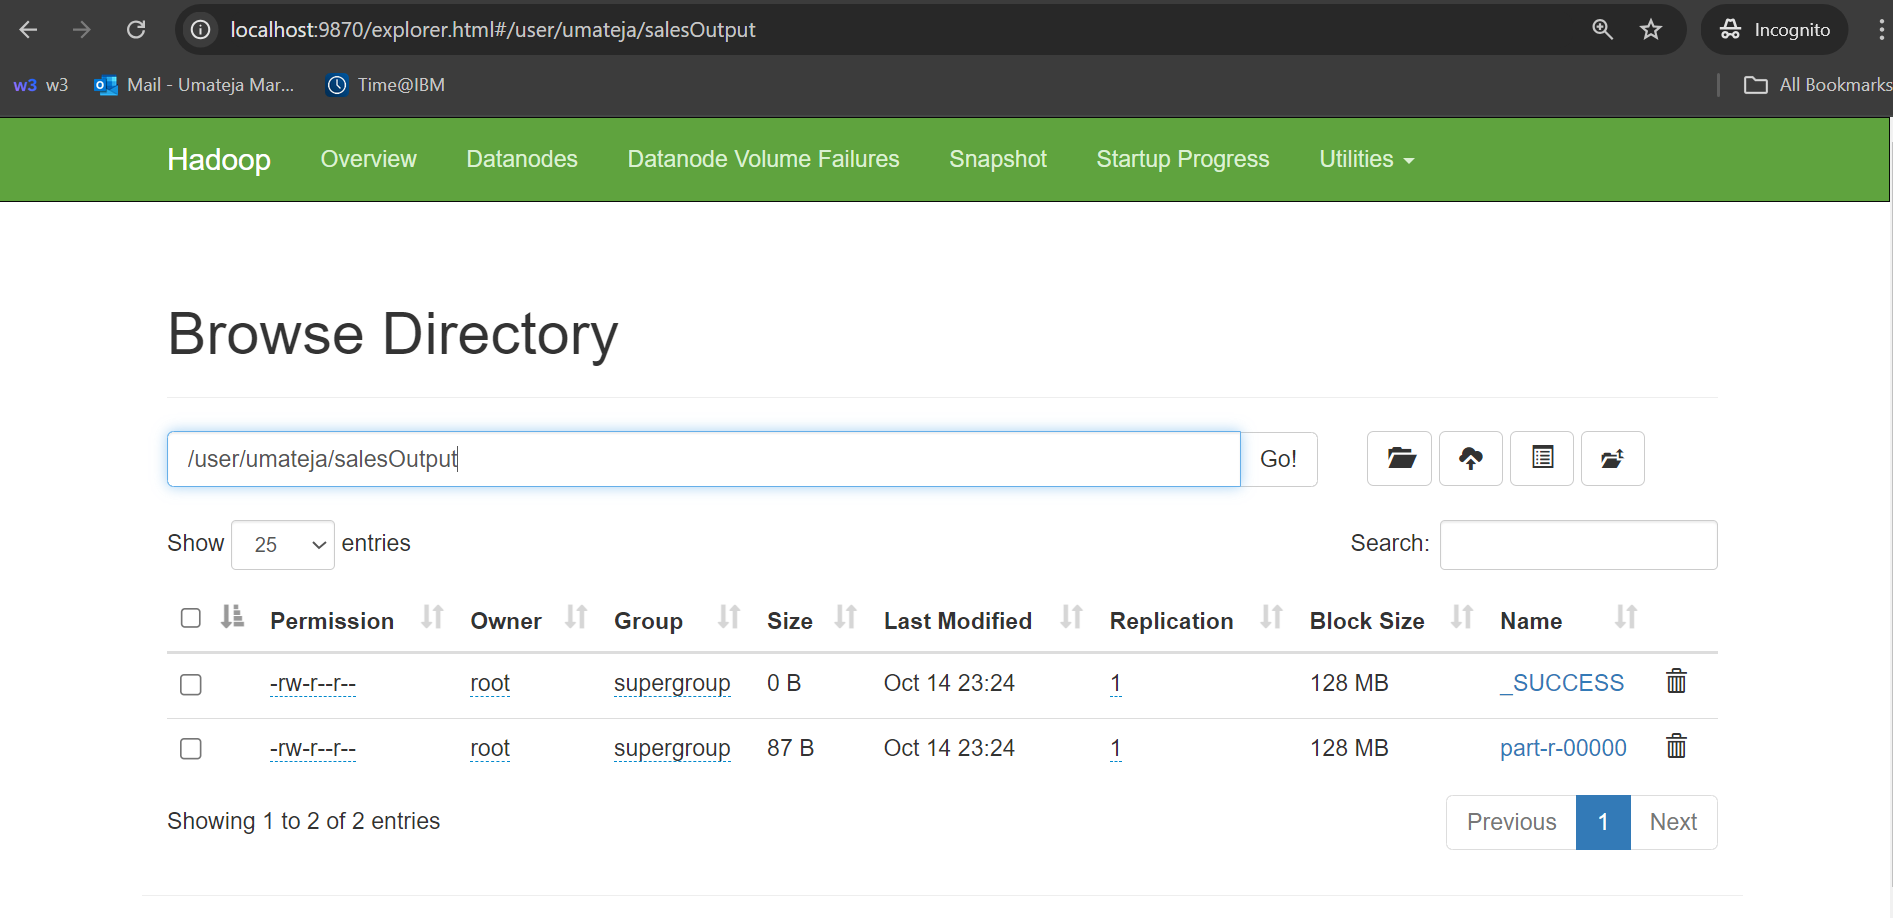 localhost:9870/explorer.html#/user/umateja/salesOutput
Incognito
w3 w3 Mail - Umateja Mar... Time@IBM All Bookmarks
Hadoop Overview Datanodes Datanode Volume Failures Snapshot Startup Progress Utilities
Browse Directory
/user/umateja/salesOutput Go!
Show 25 entries Search:
Permission Owner Group Size Last Modified Replication Block Size Name
-rw-r--r-- root supergroup 0 B Oct 14 23:24 1 128 MB _SUCCESS
-rw-r--r-- root supergroup 87 B Oct 14 23:24 1 128 MB part-r-00000
Showing 1 to 2 of 2 entries Previous 1 Next